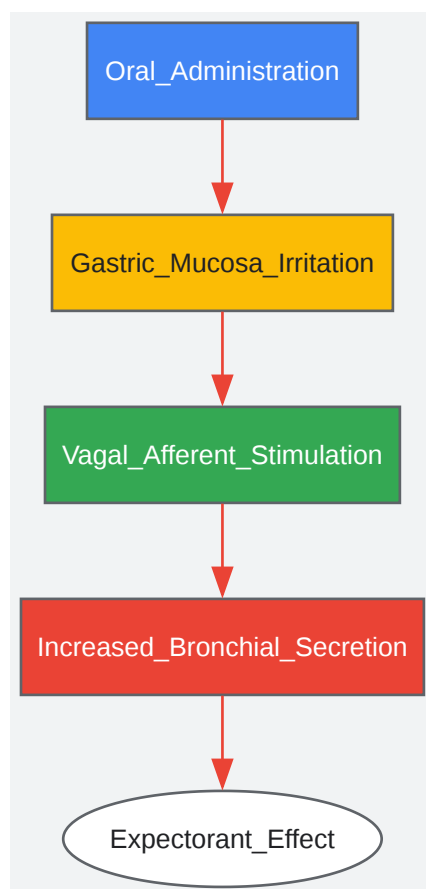 Oral_Administration
Gastric_Mucosa_Irritation
Vagal_Afferent_Stimulation
Increased_Bronchial_Secretion
Expectorant_Effect